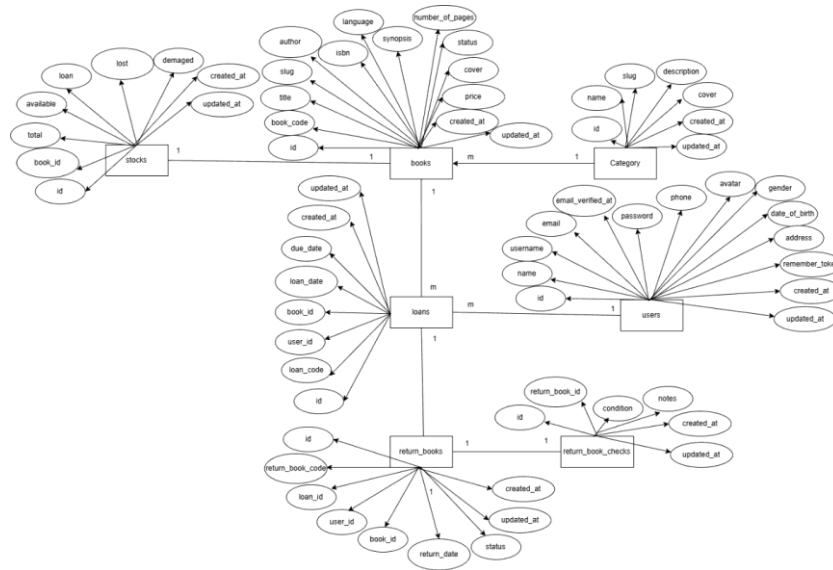 number_of_pages
language
synopsis
status
author
isbn
cover
slug
price
title
created_at
book_code
updated_at
id
books
lost
demaged
loan
created_at
available
updated_at
total
book_id
id
stocks
1
1
m
1
slug
description
name
cover
created_at
id
updated_at
Category
1
m
updated_at
created_at
due_date
loan_date
book_id
user_id
loan_code
id
loans
m
1
1
avatar
gender
phone
email_verified_at
password
date_of_birth
email
address
username
remember_toke
name
created_at
id
updated_at
users
return_book_id
notes
condition
id
created_at
updated_at
return_book_checks
1
1
1
return_books
id
return_book_code
loan_id
user_id
book_id
return_date
status
updated_at
created_at